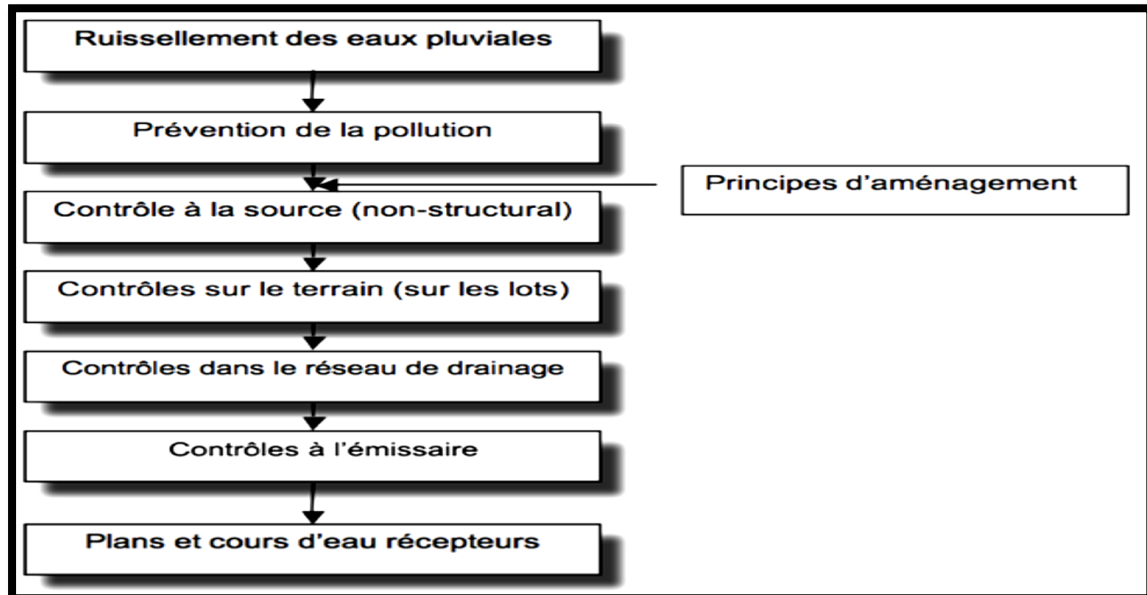 Ruissellement des eaux pluviales
Prévention de la pollution
Principes d'aménagement
Contrôle à la source (non-structural)
Contrôles sur le terrain (sur les lots)
Contrôles dans le réseau de drainage
Contrôles à l'émissaire
Plans et cours d'eau récepteurs